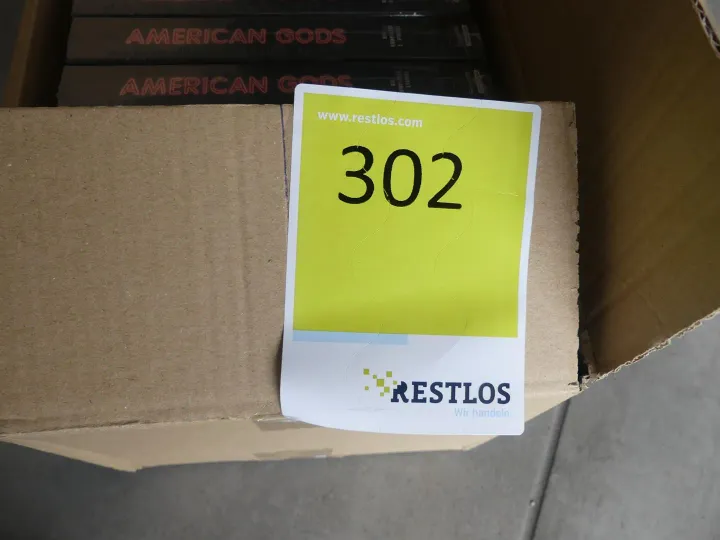 AMERICAN GODS
AMERICAN GODS
www.restlos.com
302
RESTLOS
Wir handeln.